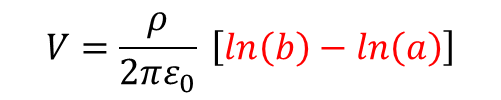 V = ρ / 2πε₀ [ln(b) − ln(a)]